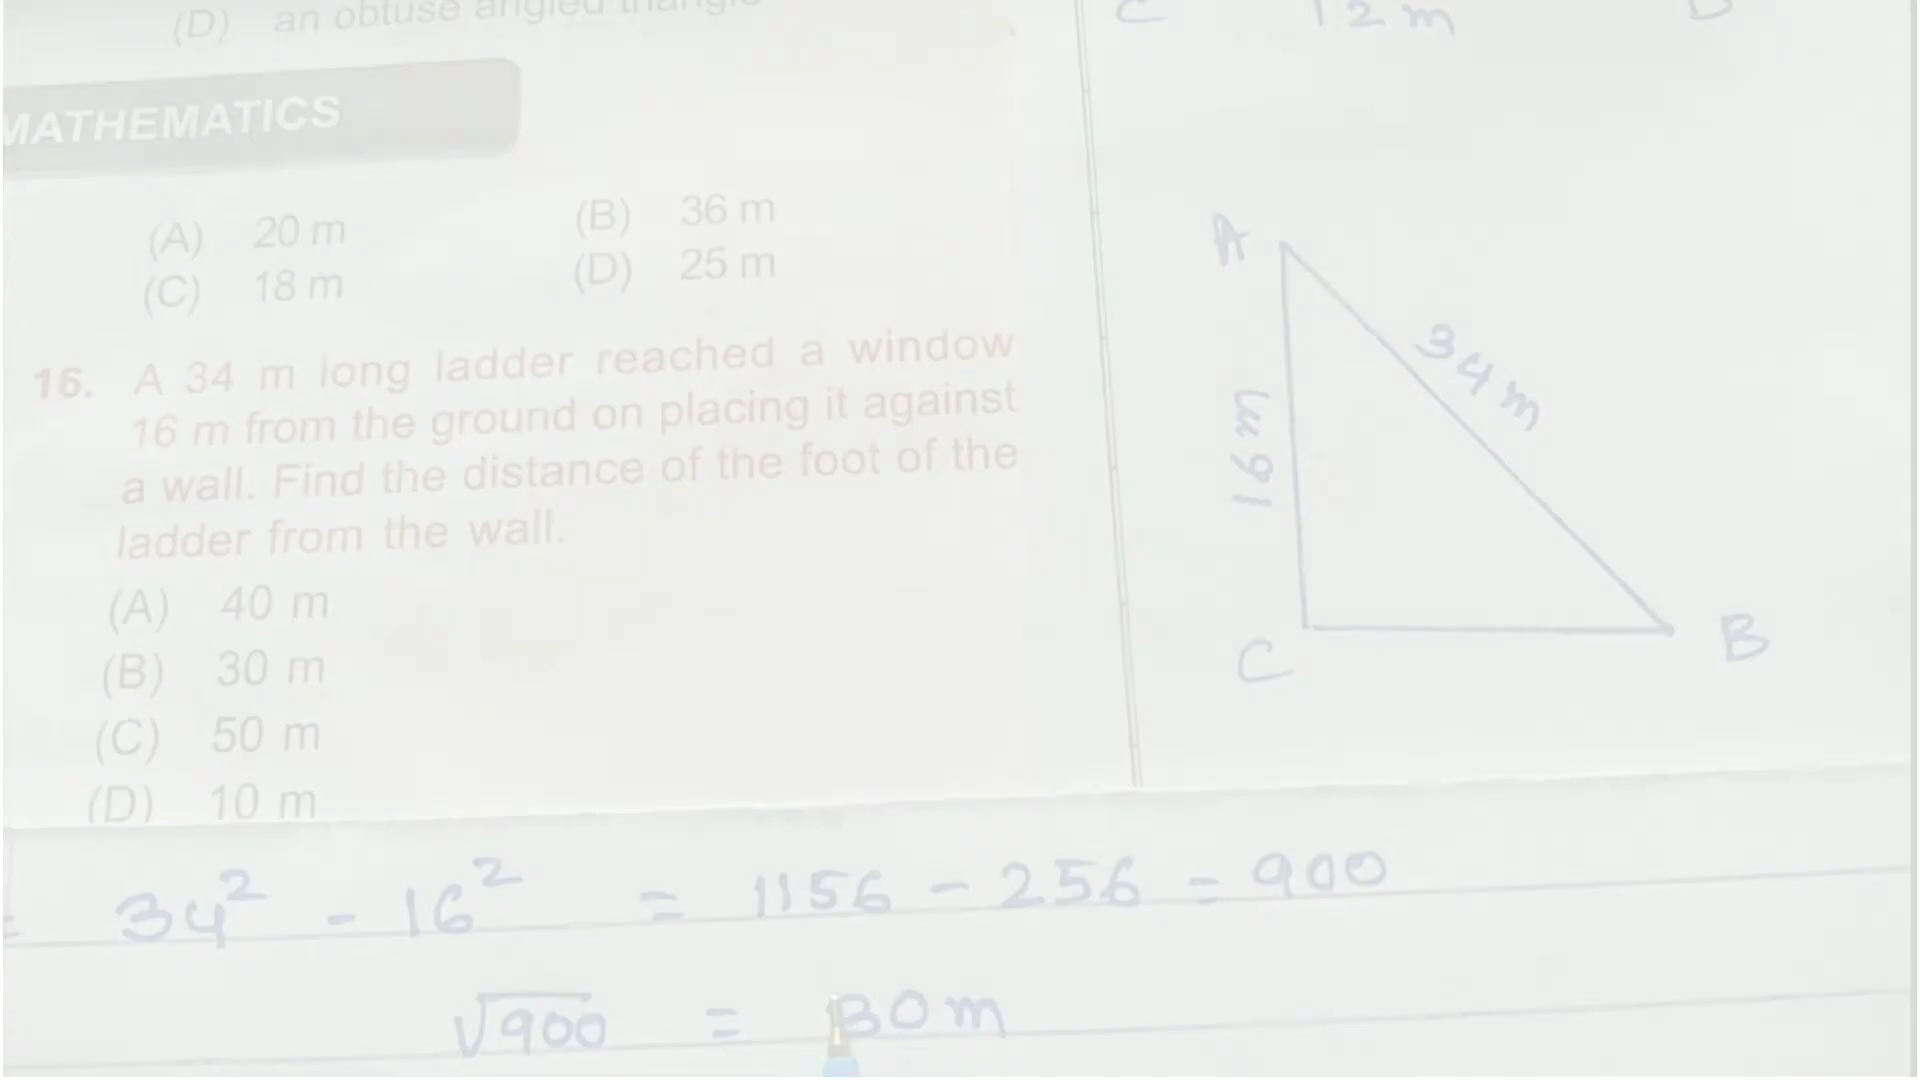 (D) an obtuse angled triangle
C 12 m D
MATHEMATICS
(A) 20 m (B) 36 m
(C) 18 m (D) 25 m
16. A 34 m long ladder reached a window
16 m from the ground on placing it against
a wall. Find the distance of the foot of the
ladder from the wall.
(A) 40 m
(B) 30 m
(C) 50 m
(D) 10 m
A
34 m
16 m
C B
= 34² - 16² = 1156 - 256 = 900
√900 = 30 m